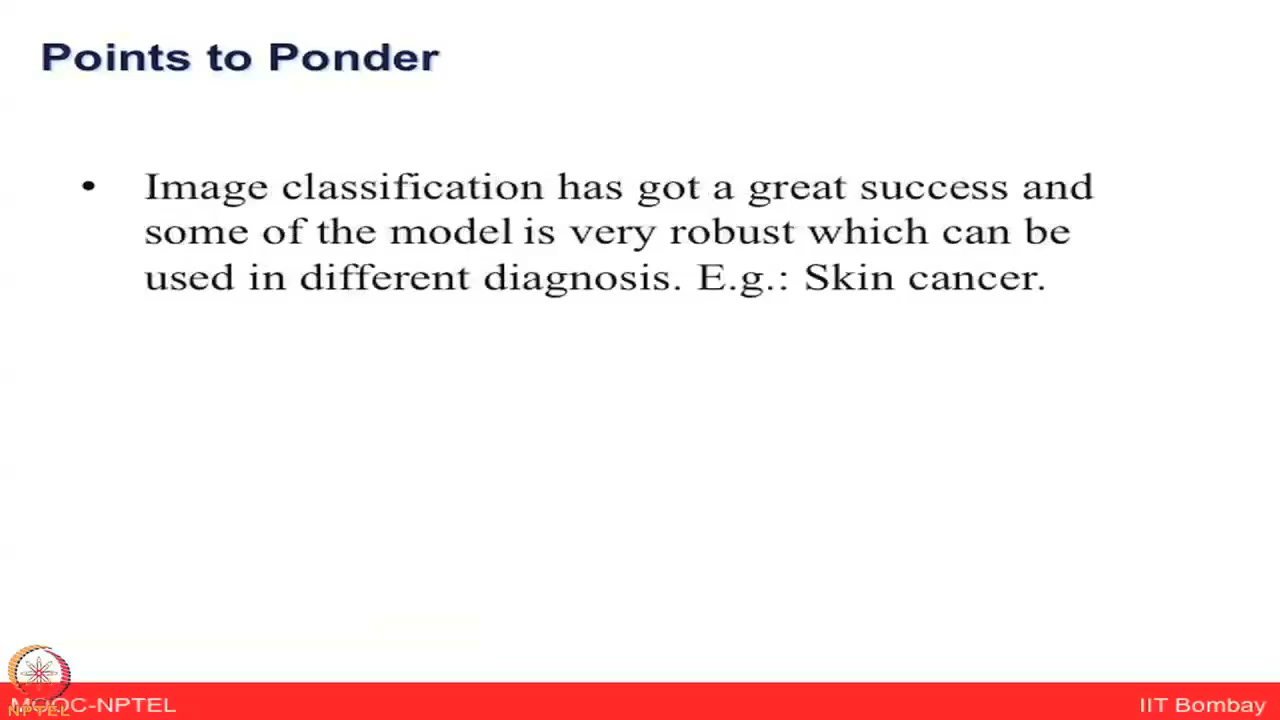 Points to Ponder
• Image classification has got a great success and
some of the model is very robust which can be
used in different diagnosis. E.g.: Skin cancer.
MOOC-NPTEL
NPTEL
IIT Bombay